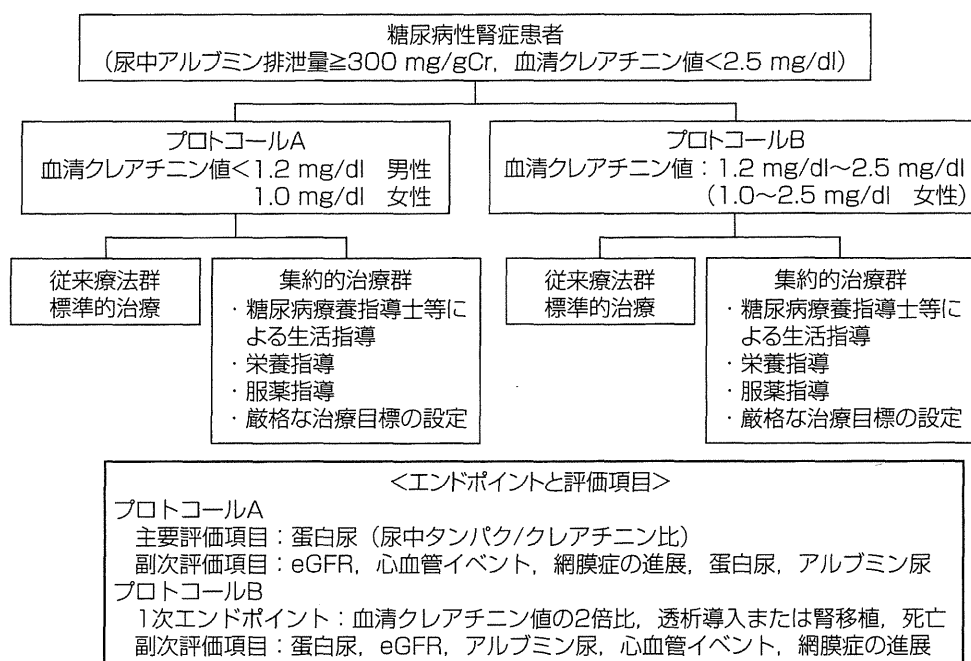 糖尿病性腎症患者
（尿中アルブミン排泄量≧300 mg/gCr，血清クレアチニン値<2.5 mg/dl）
プロトコールA
血清クレアチニン値<1.2 mg/dl 男性
1.0 mg/dl 女性
プロトコールB
血清クレアチニン値：1.2 mg/dl〜2.5 mg/dl
（1.0〜2.5 mg/dl 女性）
従来療法群
標準的治療
集約的治療群
・糖尿病療養指導士等に
よる生活指導
・栄養指導
・服薬指導
・厳格な治療目標の設定
従来療法群
標準的治療
集約的治療群
・糖尿病療養指導士等に
よる生活指導
・栄養指導
・服薬指導
・厳格な治療目標の設定
<エンドポイントと評価項目>
プロトコールA
主要評価項目：蛋白尿（尿中タンパク/クレアチニン比）
副次評価項目：eGFR，心血管イベント，網膜症の進展，蛋白尿，アルブミン尿
プロトコールB
1次エンドポイント：血清クレアチニン値の2倍比，透析導入または腎移植，死亡
副次評価項目：蛋白尿，eGFR，アルブミン尿，心血管イベント，網膜症の進展